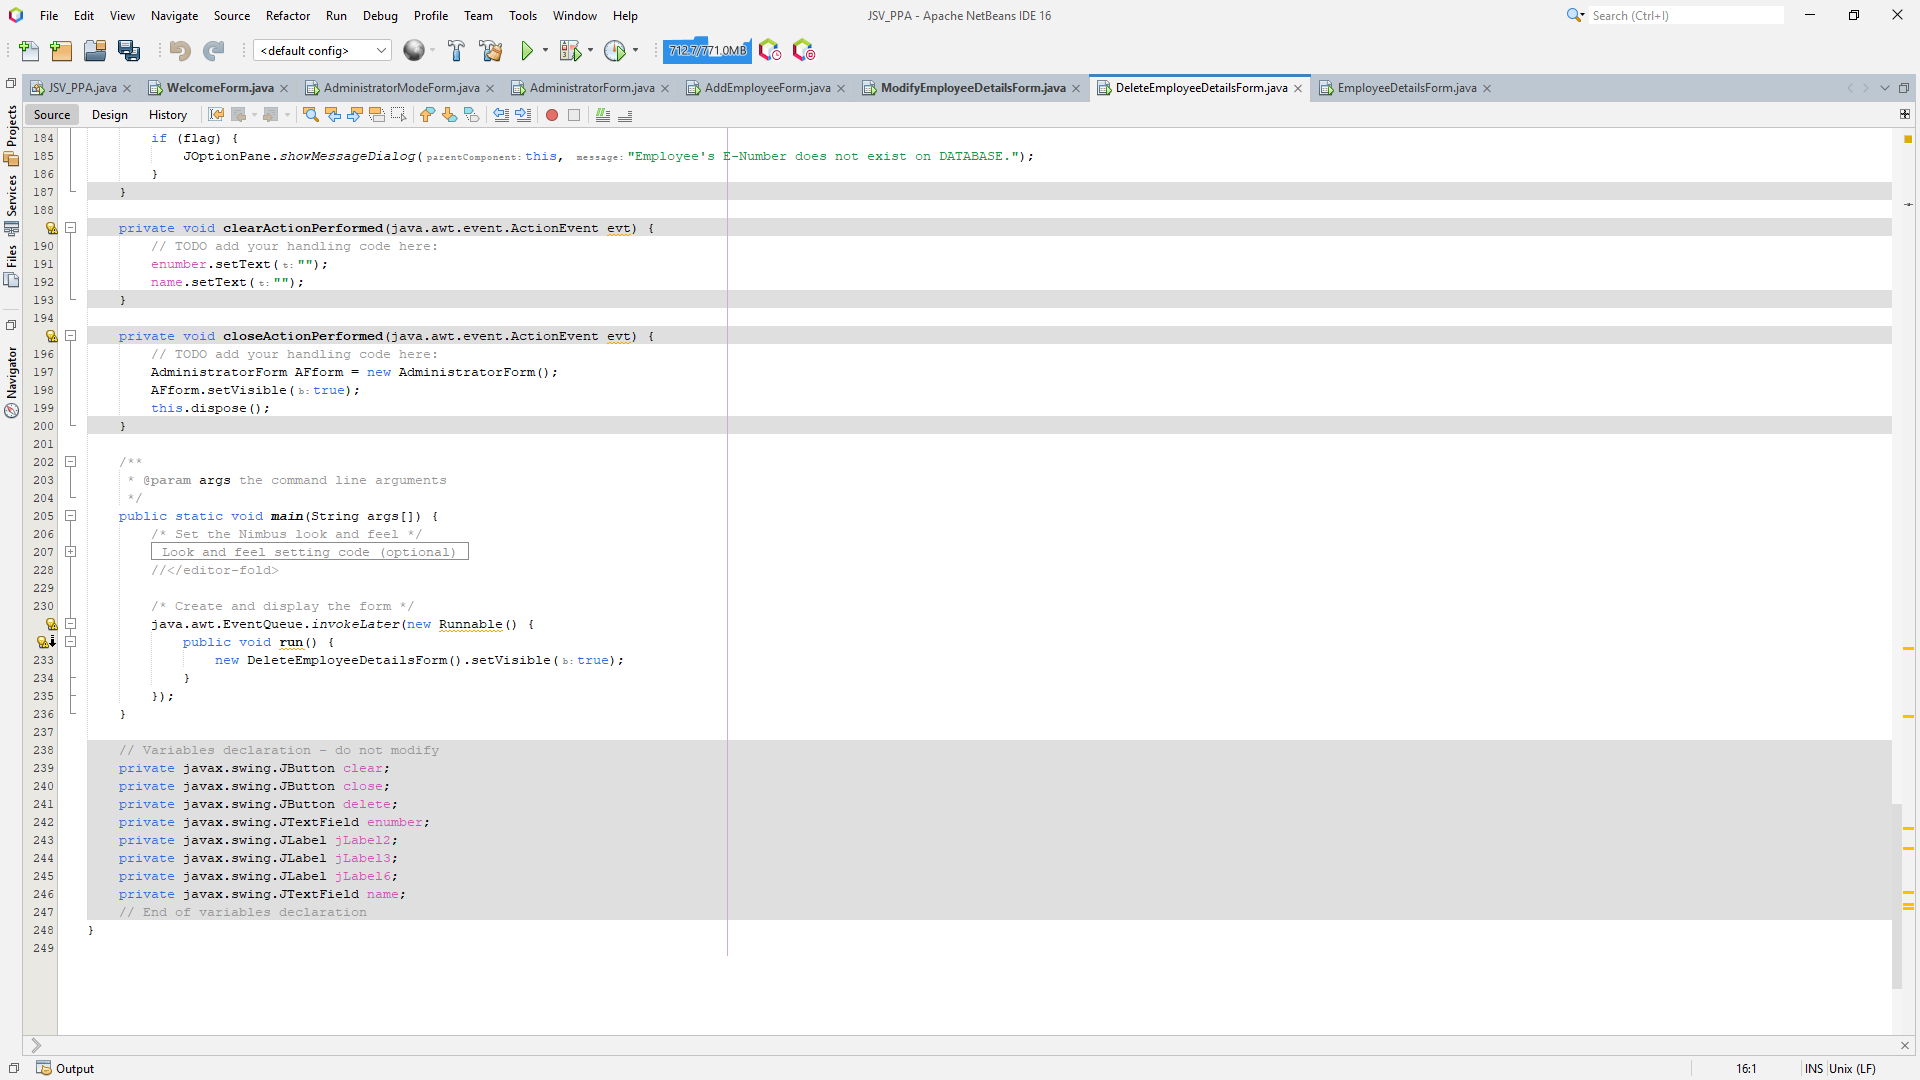 File Edit View Navigate Source Refactor Run Debug Profile Team Tools Window Help
JSV_PPA - Apache NetBeans IDE 16
Search (Ctrl+I)
<default config>
712.7/771.0MB
JSV_PPA.java WelcomeForm.java AdministratorModeForm.java AdministratorForm.java AddEmployeeForm.java ModifyEmployeeDetailsForm.java DeleteEmployeeDetailsForm.java EmployeeDetailsForm.java
Source Design History
Projects
Services
Files
Navigator
184 if (flag) {
185 JOptionPane.showMessageDialog( parentComponent: this, message: "Employee's E-Number does not exist on DATABASE.");
186 }
187 }
188
private void clearActionPerformed(java.awt.event.ActionEvent evt) {
190 // TODO add your handling code here:
191 enumber.setText( t: "");
192 name.setText( t: "");
193 }
194
private void closeActionPerformed(java.awt.event.ActionEvent evt) {
196 // TODO add your handling code here:
197 AdministratorForm AFform = new AdministratorForm();
198 AFform.setVisible( b: true);
199 this.dispose();
200 }
201
202 /**
203 * @param args the command line arguments
204 */
205 public static void main(String args[]) {
206 /* Set the Nimbus look and feel */
207 Look and feel setting code (optional)
228 //</editor-fold>
229
230 /* Create and display the form */
java.awt.EventQueue.invokeLater(new Runnable() {
public void run() {
233 new DeleteEmployeeDetailsForm().setVisible( b: true);
234 }
235 });
236 }
237
238 // Variables declaration - do not modify
239 private javax.swing.JButton clear;
240 private javax.swing.JButton close;
241 private javax.swing.JButton delete;
242 private javax.swing.JTextField enumber;
243 private javax.swing.JLabel jLabel2;
244 private javax.swing.JLabel jLabel3;
245 private javax.swing.JLabel jLabel6;
246 private javax.swing.JTextField name;
247 // End of variables declaration
248 }
249
Output
16:1 INS Unix (LF)